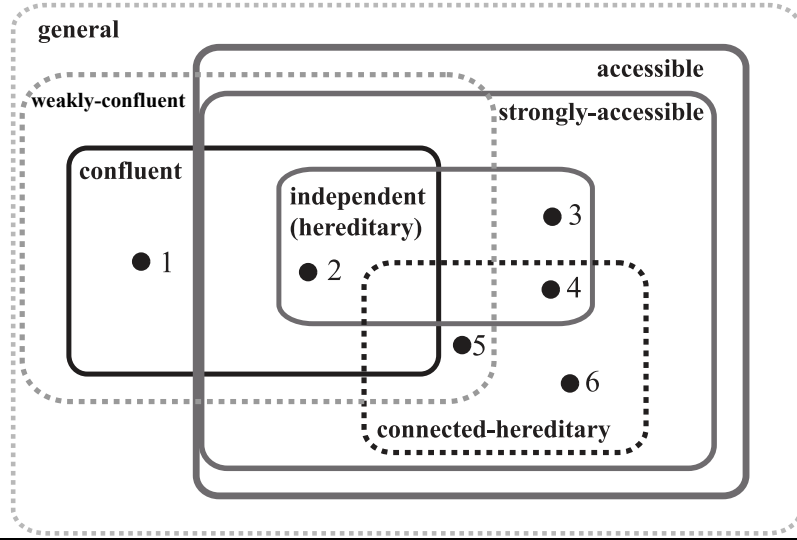 general
accessible
weakly-confluent
strongly-accessible
confluent
independent
(hereditary)
3
1
2
4
5
6
connected-hereditary